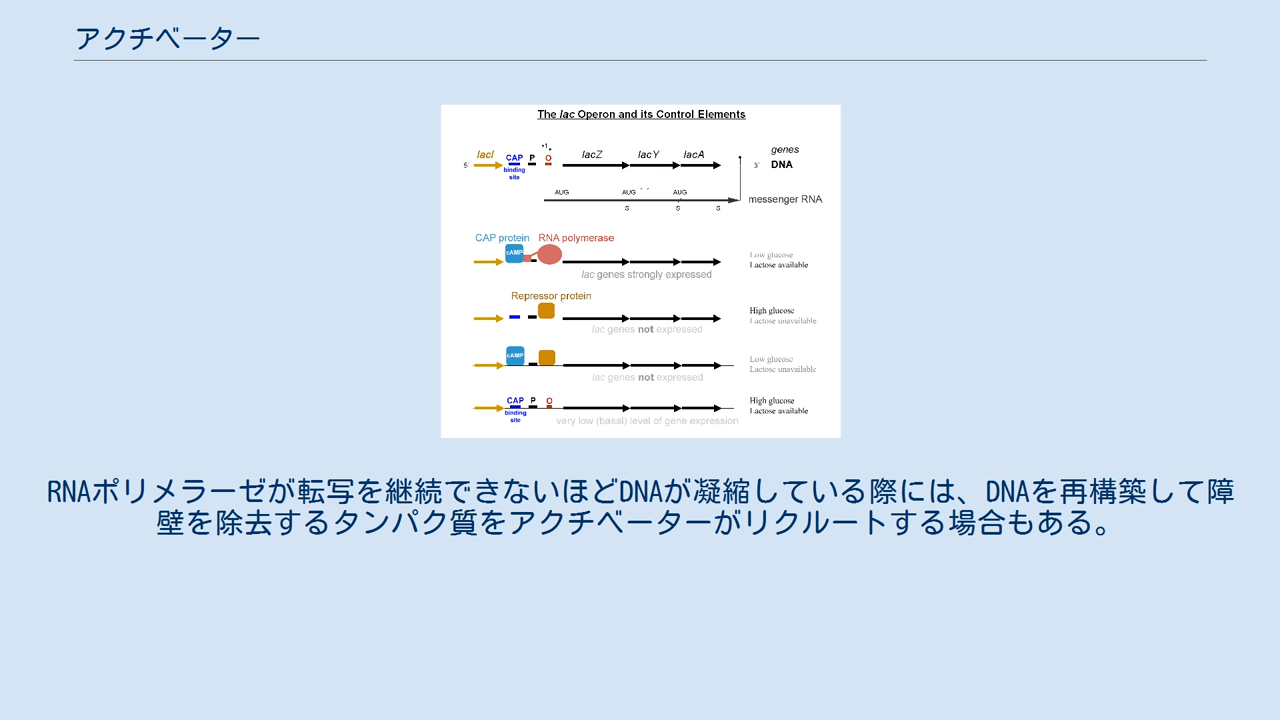 アクチベーター
The lac Operon and its Control Elements
+1
lacI CAP P O lacZ lacY lacA genes
5' 3' DNA
binding
site
AUG AUG AUG
messenger RNA
S S S
CAP protein RNA polymerase
cAMP
Low glucose
Lactose available
lac genes strongly expressed
Repressor protein
High glucose
Lactose unavailable
lac genes not expressed
cAMP
Low glucose
Lactose unavailable
lac genes not expressed
CAP P O High glucose
binding Lactose available
site
very low (basal) level of gene expression
RNAポリメラーゼが転写を継続できないほどDNAが凝縮している際には、DNAを再構築して障
壁を除去するタンパク質をアクチベーターがリクルートする場合もある。